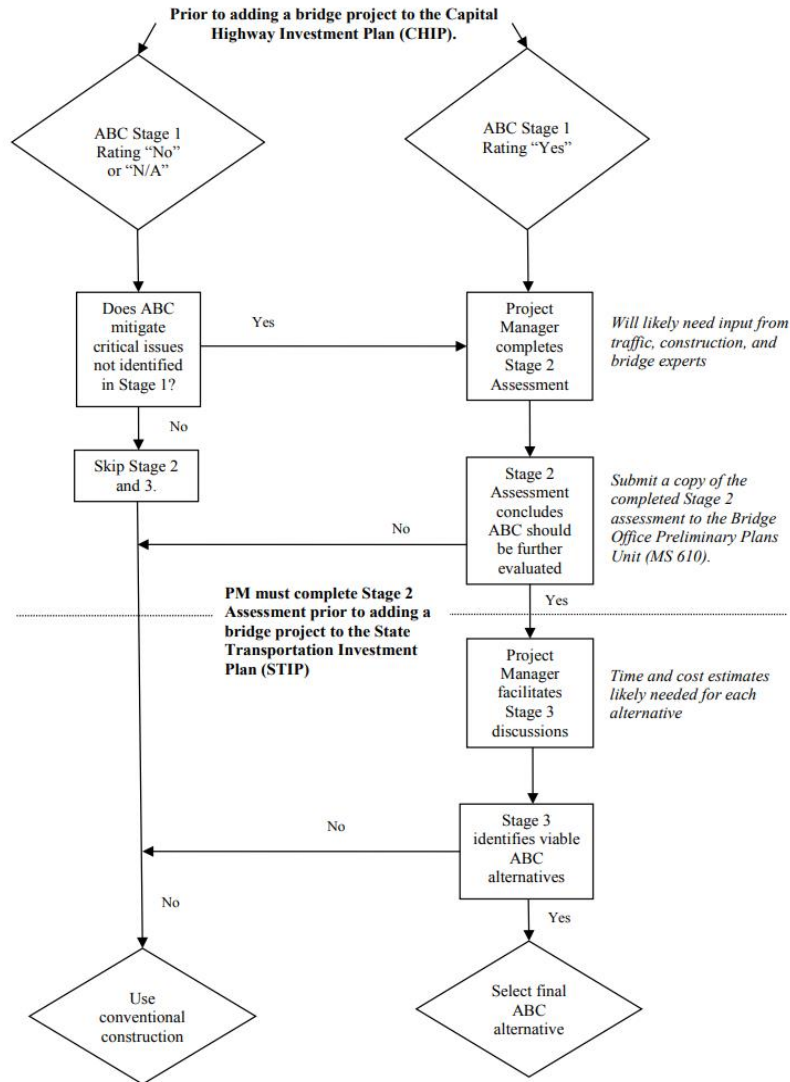 Prior to adding a bridge project to the Capital
Highway Investment Plan (CHIP).
ABC Stage 1
Rating “No”
or “N/A”
ABC Stage 1
Rating “Yes”
Does ABC
mitigate
critical issues
not identified
in Stage 1?
Yes
Project
Manager
completes
Stage 2
Assessment
Will likely need input from
traffic, construction, and
bridge experts
No
Skip Stage 2
and 3.
Stage 2
Assessment
concludes
ABC should
be further
evaluated
Submit a copy of the
completed Stage 2
assessment to the Bridge
Office Preliminary Plans
Unit (MS 610).
No
Yes
PM must complete Stage 2
Assessment prior to adding a
bridge project to the State
Transportation Investment
Plan (STIP)
Project
Manager
facilitates
Stage 3
discussions
Time and cost estimates
likely needed for each
alternative
No
Stage 3
identifies viable
ABC
alternatives
No
Yes
Use
conventional
construction
Select final
ABC
alternative